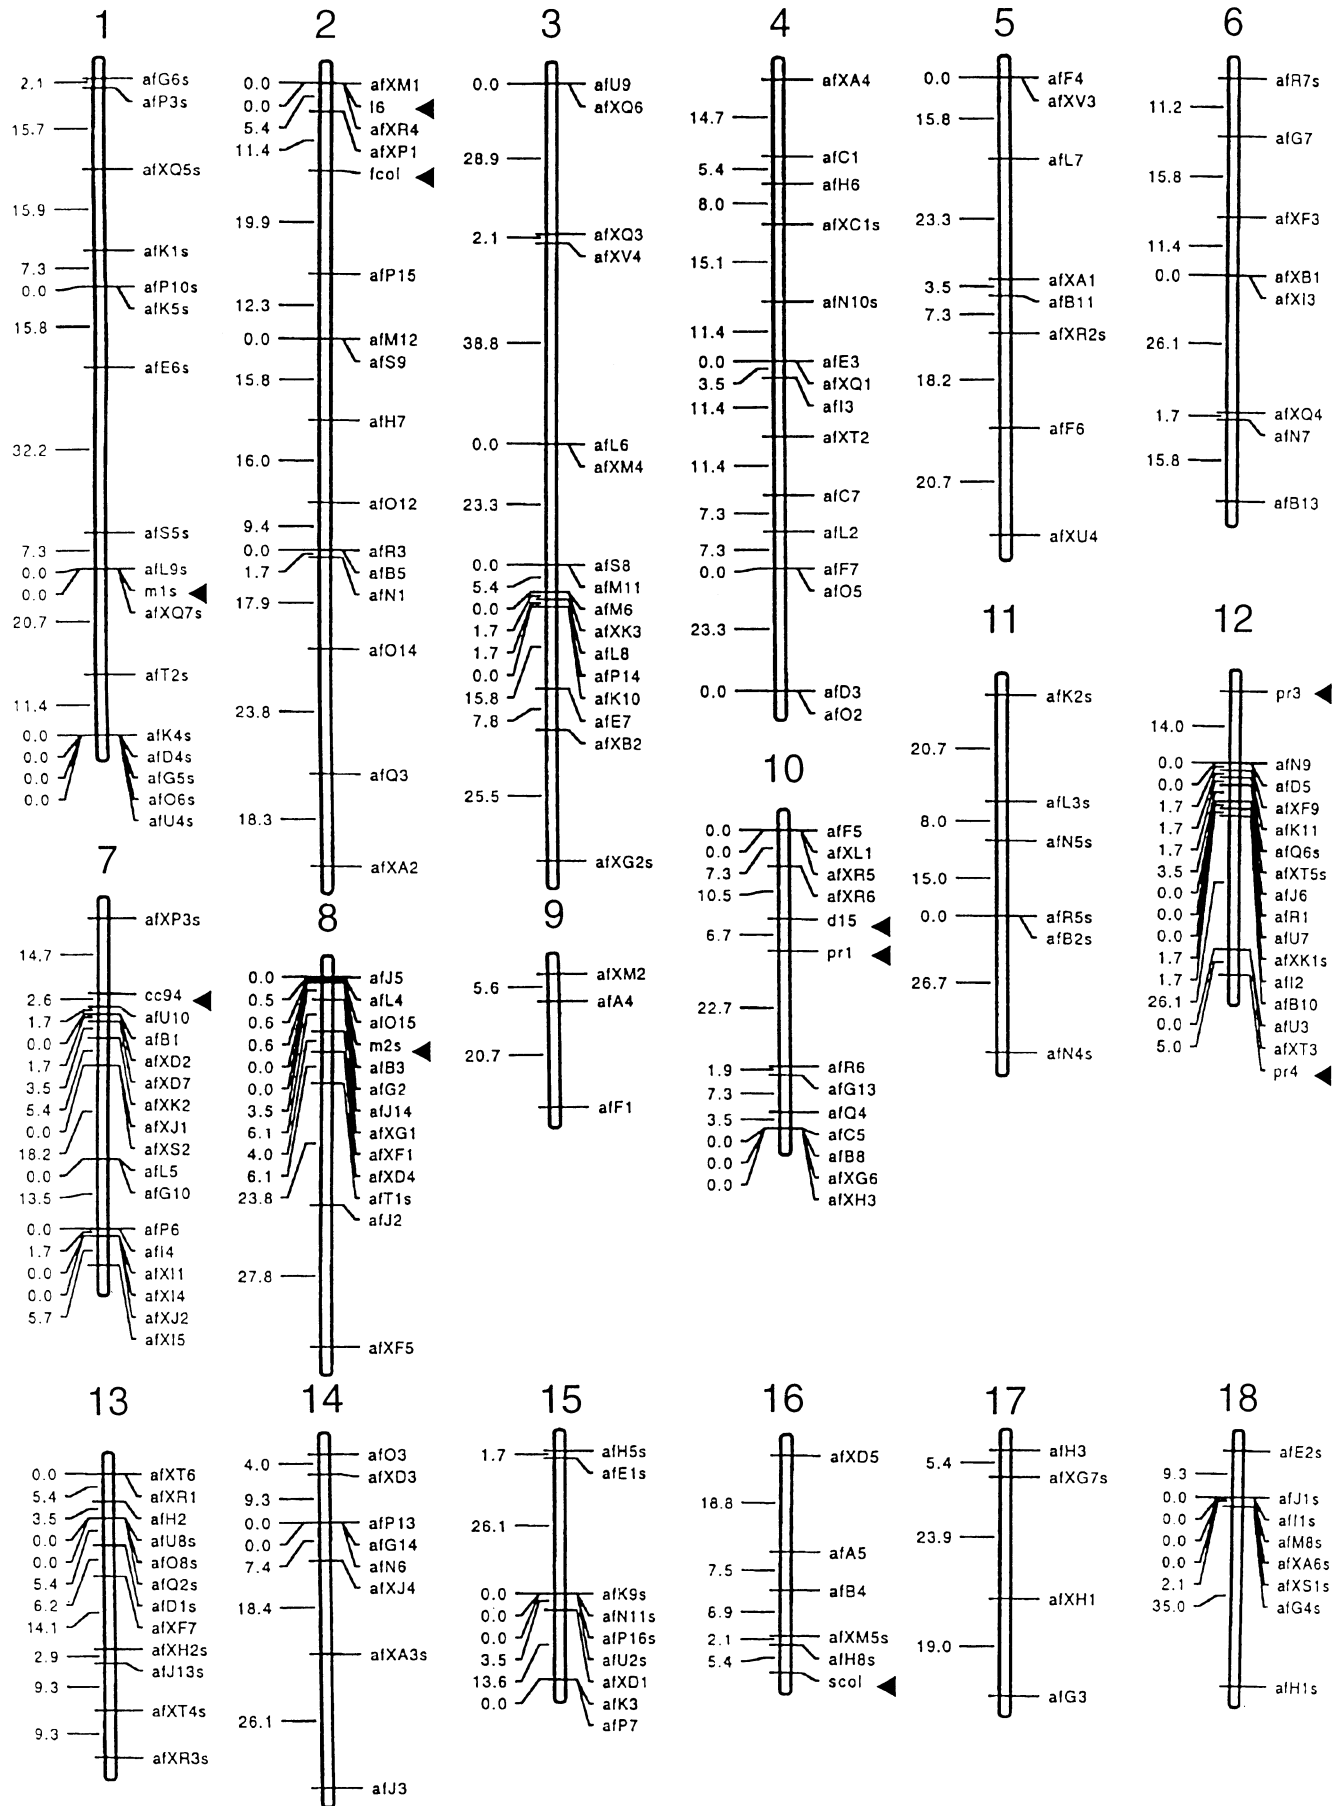 1
2.1
15.7
15.9
7.3
0.0
15.8
32.2
7.3
0.0
0.0
20.7
11.4
0.0
0.0
0.0
0.0
afG6s
afP3s
afXQ5s
afK1s
afP10s
afK5s
afE6s
afS5s
afL9s
m1s
afXQ7s
afT2s
afK4s
afD4s
afG5s
afO6s
afU4s
2
0.0
0.0
5.4
11.4
19.9
12.3
0.0
15.8
16.0
9.4
0.0
1.7
17.9
23.8
18.3
afXM1
l6
afXR4
afXP1
fcol
afP15
afM12
afS9
afH7
afO12
afR3
afB5
afN1
afO14
afQ3
afXA2
3
0.0
28.9
2.1
38.8
0.0
23.3
0.0
5.4
0.0
1.7
1.7
0.0
15.8
7.8
25.5
afU9
afXQ6
afXQ3
afXV4
afL6
afXM4
afS8
afM11
afM6
afXK3
afL8
afP14
afK10
afE7
afXB2
afXG2s
4
14.7
5.4
8.0
15.1
11.4
0.0
3.5
11.4
11.4
7.3
7.3
0.0
23.3
0.0
afXA4
afC1
afH6
afXC1s
afN10s
afE3
afXQ1
afI3
afXT2
afC7
afL2
afF7
afO5
afD3
afO2
5
0.0
15.8
23.3
3.5
7.3
18.2
20.7
afF4
afXV3
afL7
afXA1
afB11
afXR2s
afF6
afXU4
6
11.2
15.8
11.4
0.0
26.1
1.7
15.8
afR7s
afG7
afXF3
afXB1
afXI3
afXQ4
afN7
afB13
7
14.7
2.6
1.7
0.0
1.7
3.5
5.4
0.0
18.2
0.0
13.5
0.0
1.7
0.0
0.0
5.7
afXP3s
cc94
afU10
afB1
afXD2
afXD7
afXK2
afXJ1
afXS2
afL5
afG10
afP6
afI4
afXI1
afXI4
afXJ2
afXI5
8
0.0
0.5
0.6
0.6
0.0
0.0
3.5
6.1
4.0
6.1
23.8
27.8
afJ5
afL4
afO15
m2s
afB3
afG2
afJ14
afXG1
afXF1
afXD4
afT1s
afJ2
afXF5
9
5.6
20.7
afXM2
afA4
afF1
10
0.0
0.0
7.3
10.5
6.7
22.7
1.9
7.3
3.5
0.0
0.0
0.0
afF5
afXL1
afXR5
afXR6
d15
pr1
afR6
afG13
afQ4
afC5
afB8
afXG6
afXH3
11
20.7
8.0
15.0
0.0
26.7
afK2s
afL3s
afN5s
afR5s
afB2s
afN4s
12
14.0
0.0
0.0
1.7
1.7
1.7
3.5
0.0
0.0
0.0
1.7
1.7
26.1
0.0
5.0
pr3
afN9
afD5
afXF9
afK11
afQ6s
afXT5s
afJ6
afR1
afU7
afXK1s
afI2
afB10
afU3
afXT3
pr4
13
0.0
5.4
3.5
0.0
0.0
5.4
6.2
14.1
2.9
9.3
9.3
afXT6
afXR1
afH2
afU8s
afO8s
afQ2s
afD1s
afXF7
afXH2s
afJ13s
afXT4s
afXR3s
14
4.0
9.3
0.0
0.0
7.4
18.4
26.1
afO3
afXD3
afP13
afG14
afN6
afXJ4
afXA3s
afJ3
15
1.7
26.1
0.0
0.0
0.0
3.5
13.6
0.0
afH5s
afE1s
afK9s
afN11s
afP16s
afU2s
afXD1
afK3
afP7
16
18.8
7.5
6.9
2.1
5.4
afXD5
afA5
afB4
afXM5s
afH8s
scol
17
5.4
23.9
19.0
afH3
afXG7s
afXH1
afG3
18
9.3
0.0
0.0
0.0
0.0
2.1
35.0
afE2s
afJ1s
afI1s
afM8s
afXA6s
afXS1s
afG4s
afH1s